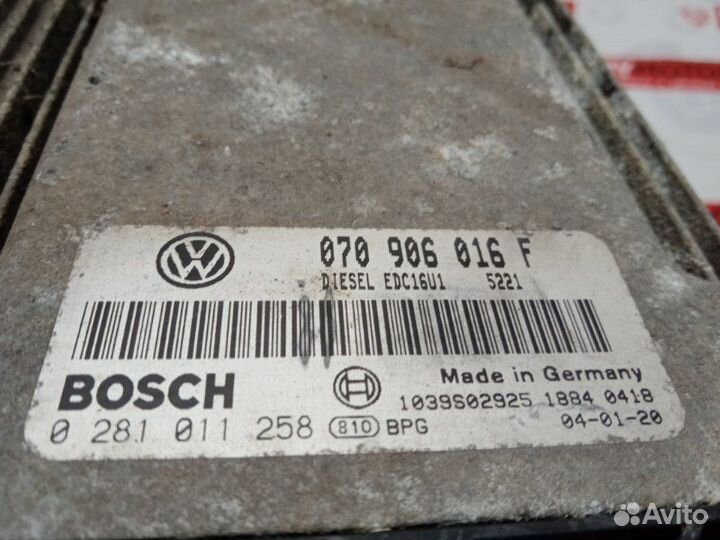 070 906 016 F
DIESEL EDC16U1 5221
BOSCH
Made in Germany
1039S02925 1884 0418
0 281 011 258 810 BPG
04-01-20
Avito